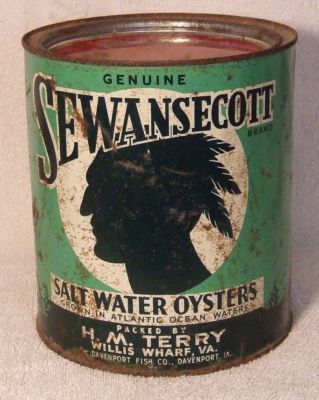 GENUINE
SEWANSECOTT
BRAND
SALT WATER OYSTERS
GROWN IN ATLANTIC OCEAN WATERS
PACKED BY
H. M. TERRY
WILLIS WHARF, VA.
DAVENPORT FISH CO., DAVENPORT, IA.